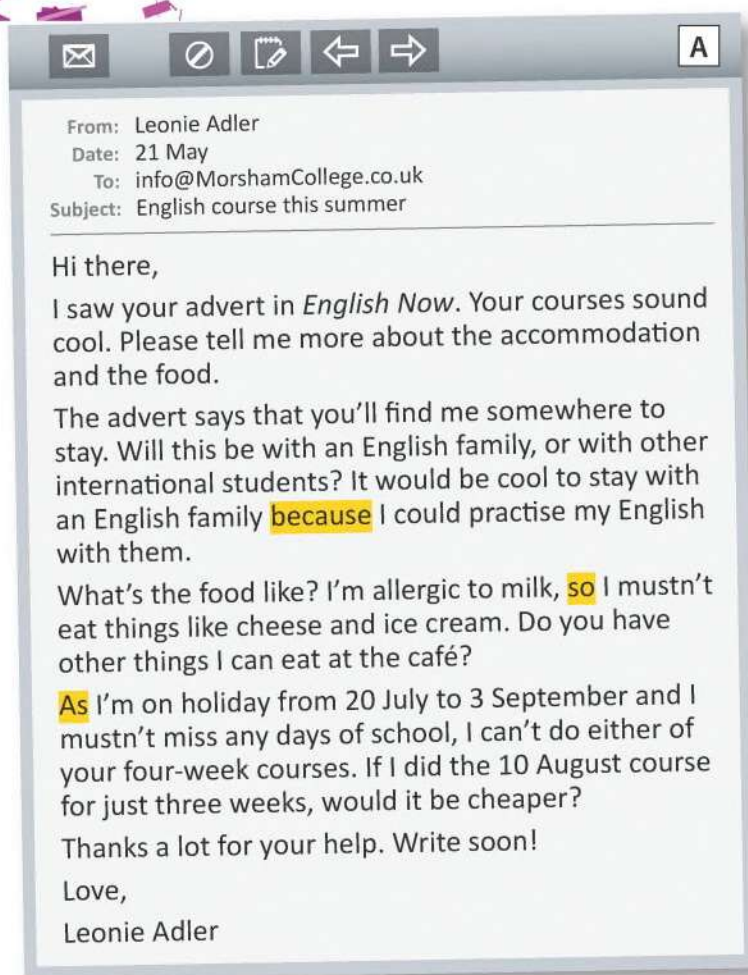 A
From: Leonie Adler
Date: 21 May
To: info@MorshamCollege.co.uk
Subject: English course this summer
Hi there,
I saw your advert in English Now. Your courses sound
cool. Please tell me more about the accommodation
and the food.
The advert says that you'll find me somewhere to
stay. Will this be with an English family, or with other
international students? It would be cool to stay with
an English family because I could practise my English
with them.
What's the food like? I'm allergic to milk, so I mustn't
eat things like cheese and ice cream. Do you have
other things I can eat at the café?
As I'm on holiday from 20 July to 3 September and I
mustn't miss any days of school, I can't do either of
your four-week courses. If I did the 10 August course
for just three weeks, would it be cheaper?
Thanks a lot for your help. Write soon!
Love,
Leonie Adler